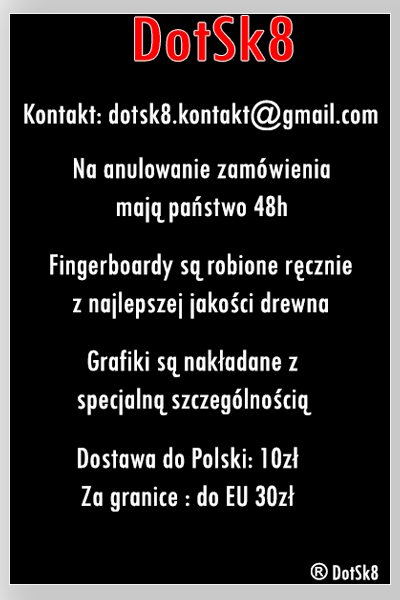 DotSk8
Kontakt: dotsk8.kontakt@gmail.com
Na anulowanie zamówienia
mają państwo 48h
Fingerboardy są robione ręcznie
z najlepszej jakości drewna
Grafiki są nakładane z
specjalną szczególnością
Dostawa do Polski: 10zł
Za granice : do EU 30zł
® DotSk8